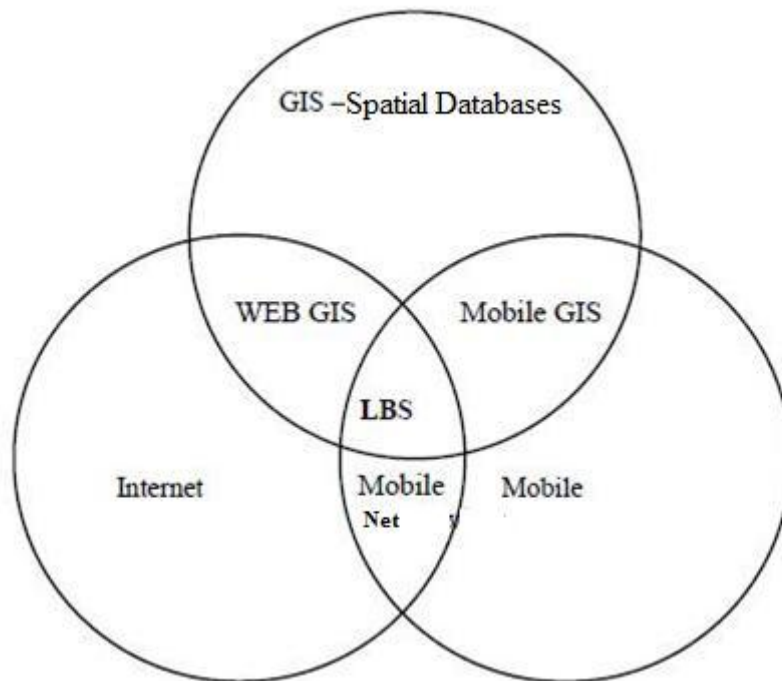 GIS –Spatial Databases
WEB GIS
Mobile GIS
LBS
Internet
Mobile
Net
Mobile